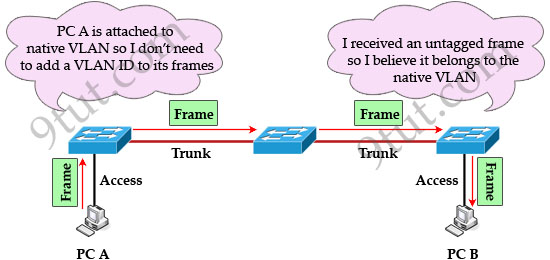 PC A is attached to
native VLAN so I don't need
to add a VLAN ID to its frames
I received an untagged frame
so I believe it belongs to the
native VLAN
9tut.com
9tut.com
Frame
Frame
Trunk
Trunk
Frame
Access
Access
Frame
PC A
PC B